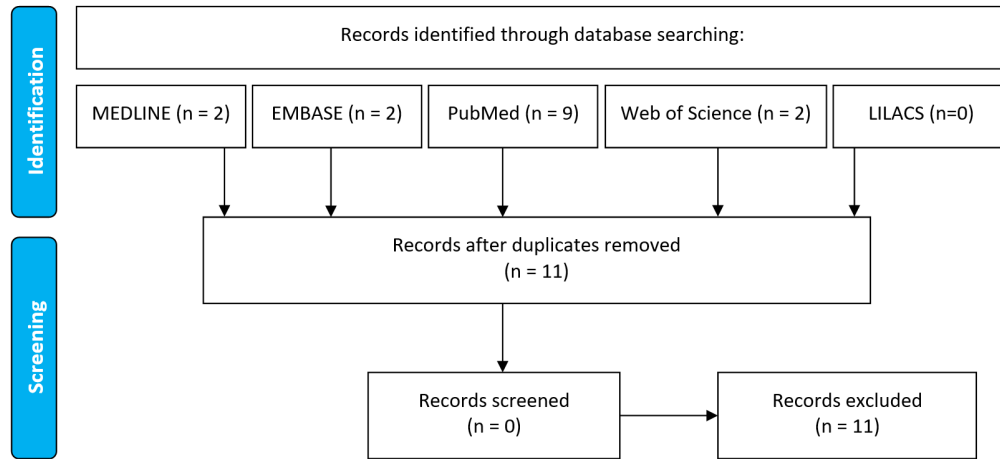 Identification
Records identified through database searching:
MEDLINE (n = 2)
EMBASE (n = 2)
PubMed (n = 9)
Web of Science (n = 2)
LILACS (n=0)
Records after duplicates removed
(n = 11)
Screening
Records screened
(n = 0)
Records excluded
(n = 11)